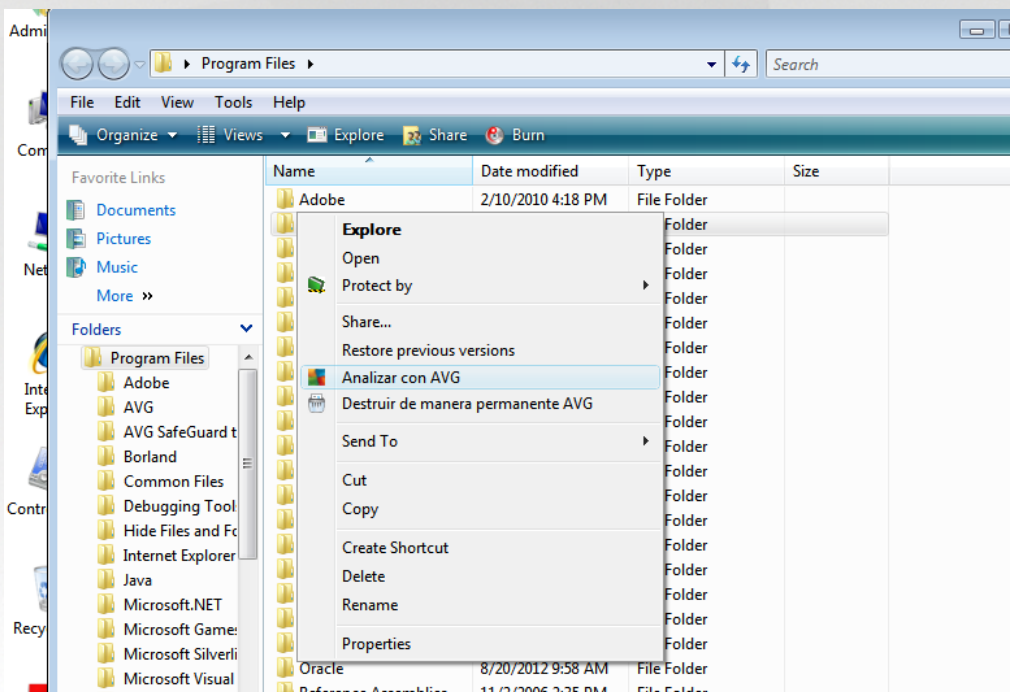 Admi
Program Files
Search
File Edit View Tools Help
Organize Views Explore Share Burn
Com
Favorite Links
Name Date modified Type Size
Documents
Adobe 2/10/2010 4:18 PM File Folder
Pictures
Explore Folder
Music
Open Folder
Net
More »
Protect by Folder
Folder
Folders
Share... Folder
Program Files
Restore previous versions Folder
Adobe
Analizar con AVG Folder
Inte
Exp
AVG
Destruir de manera permanente AVG Folder
AVG SafeGuard t
Folder
Borland
Send To Folder
Common Files
Cut Folder
Contr
Debugging Tool
Copy Folder
Hide Files and Fo
Folder
Internet Explorer
Create Shortcut Folder
Java
Delete Folder
Microsoft.NET
Rename Folder
Recy
Microsoft Games
Folder
Microsoft Silverli
Properties Folder
Microsoft Visual
Oracle 8/20/2012 9:58 AM File Folder